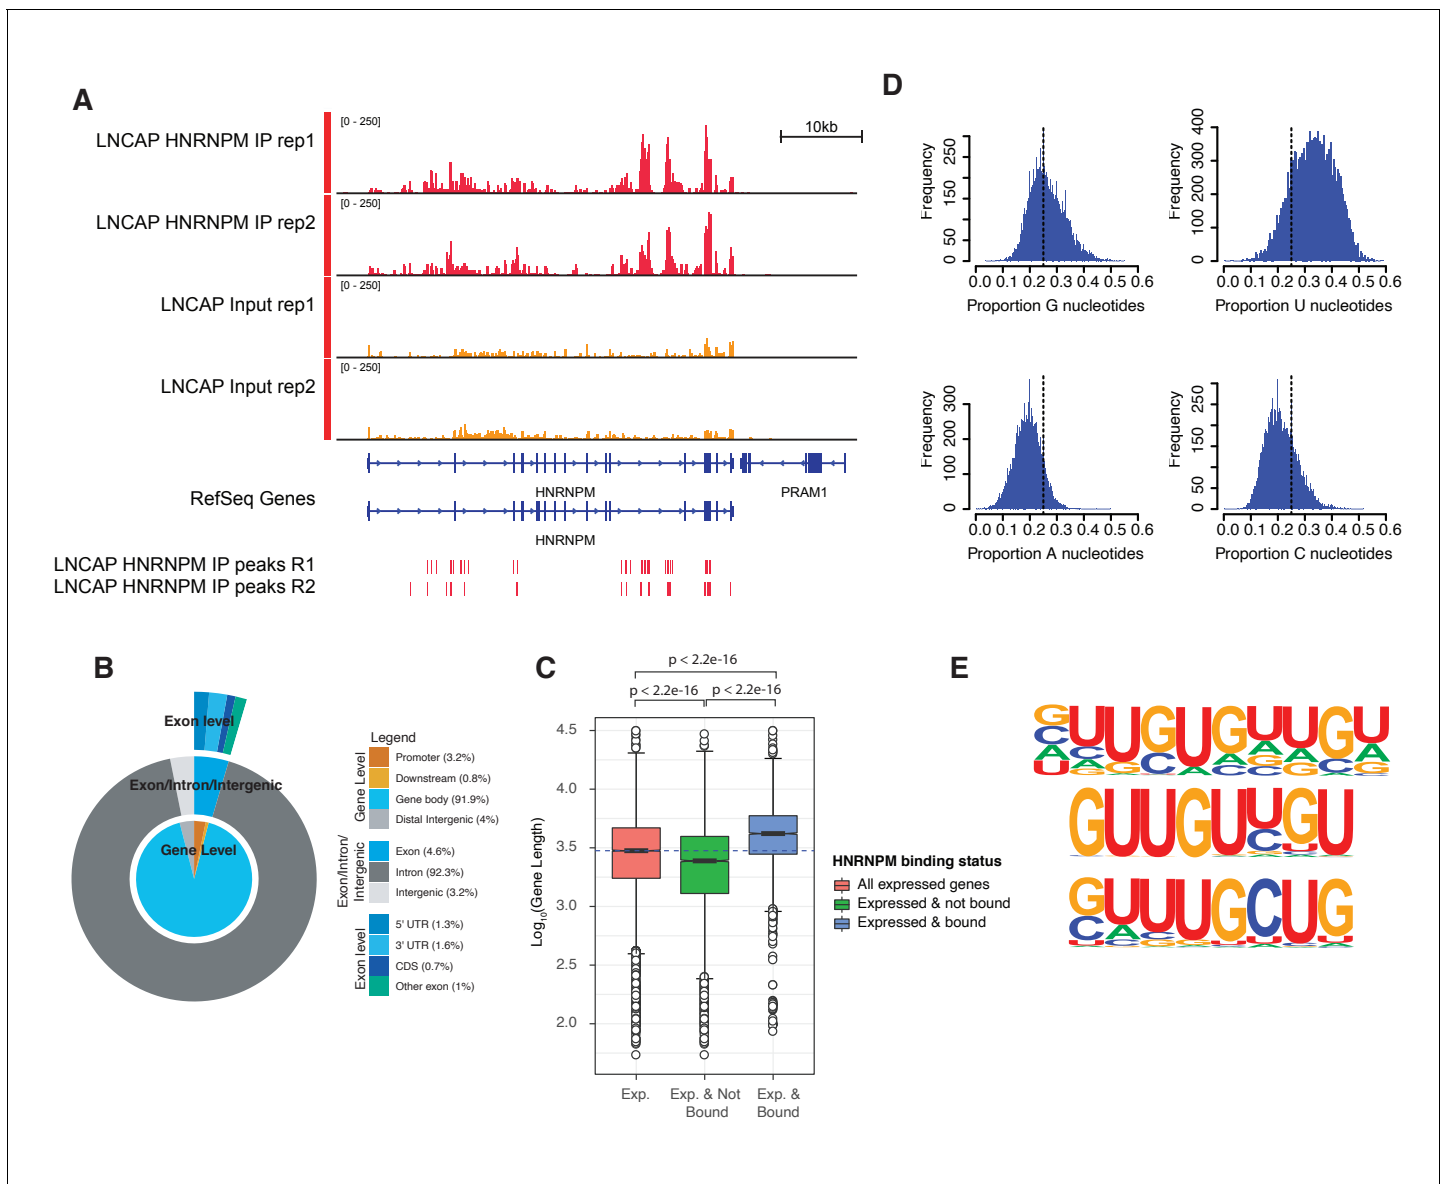 A
LNCAP HNRNPM IP rep1
[0 - 250]
10kb
LNCAP HNRNPM IP rep2
[0 - 250]
LNCAP Input rep1
[0 - 250]
LNCAP Input rep2
[0 - 250]
RefSeq Genes
HNRNPM
PRAM1
HNRNPM
LNCAP HNRNPM IP peaks R1
LNCAP HNRNPM IP peaks R2
D
Frequency
0 50 150 250
0.0 0.1 0.2 0.3 0.4 0.5 0.6
Proportion G nucleotides
Frequency
0 100 200 300 400
0.0 0.1 0.2 0.3 0.4 0.5 0.6
Proportion U nucleotides
Frequency
0 100 200 300
0.0 0.1 0.2 0.3 0.4 0.5 0.6
Proportion A nucleotides
Frequency
0 50 150 250
0.0 0.1 0.2 0.3 0.4 0.5 0.6
Proportion C nucleotides
B
Exon level
Exon/Intron/Intergenic
Gene Level
Legend
Gene Level
Promoter (3.2%)
Downstream (0.8%)
Gene body (91.9%)
Distal Intergenic (4%)
Exon/Intron/
Intergenic
Exon (4.6%)
Intron (92.3%)
Intergenic (3.2%)
Exon level
5' UTR (1.3%)
3' UTR (1.6%)
CDS (0.7%)
Other exon (1%)
C
p < 2.2e-16
p < 2.2e-16
p < 2.2e-16
Log10(Gene Length)
4.5
4.0
3.5
3.0
2.5
2.0
Exp.
Exp. & Not
Bound
Exp. &
Bound
HNRNPM binding status
All expressed genes
Expressed & not bound
Expressed & bound
E
GUUGUGUUGU
GUUGUUGU
GUUUGCUG